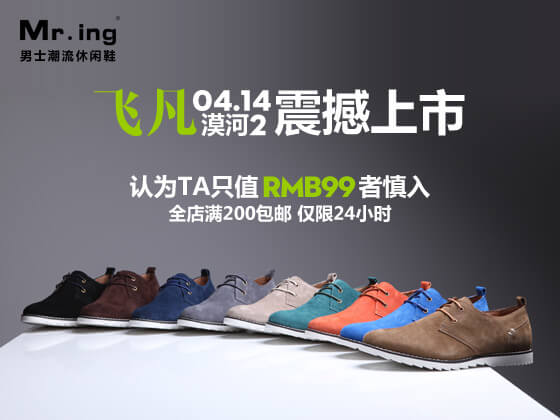 Mr.ing®
男士潮流休闲鞋
飞凡 04.14 漠河2 震撼上市
认为TA只值RMB99者慎入
全店满200包邮 仅限24小时